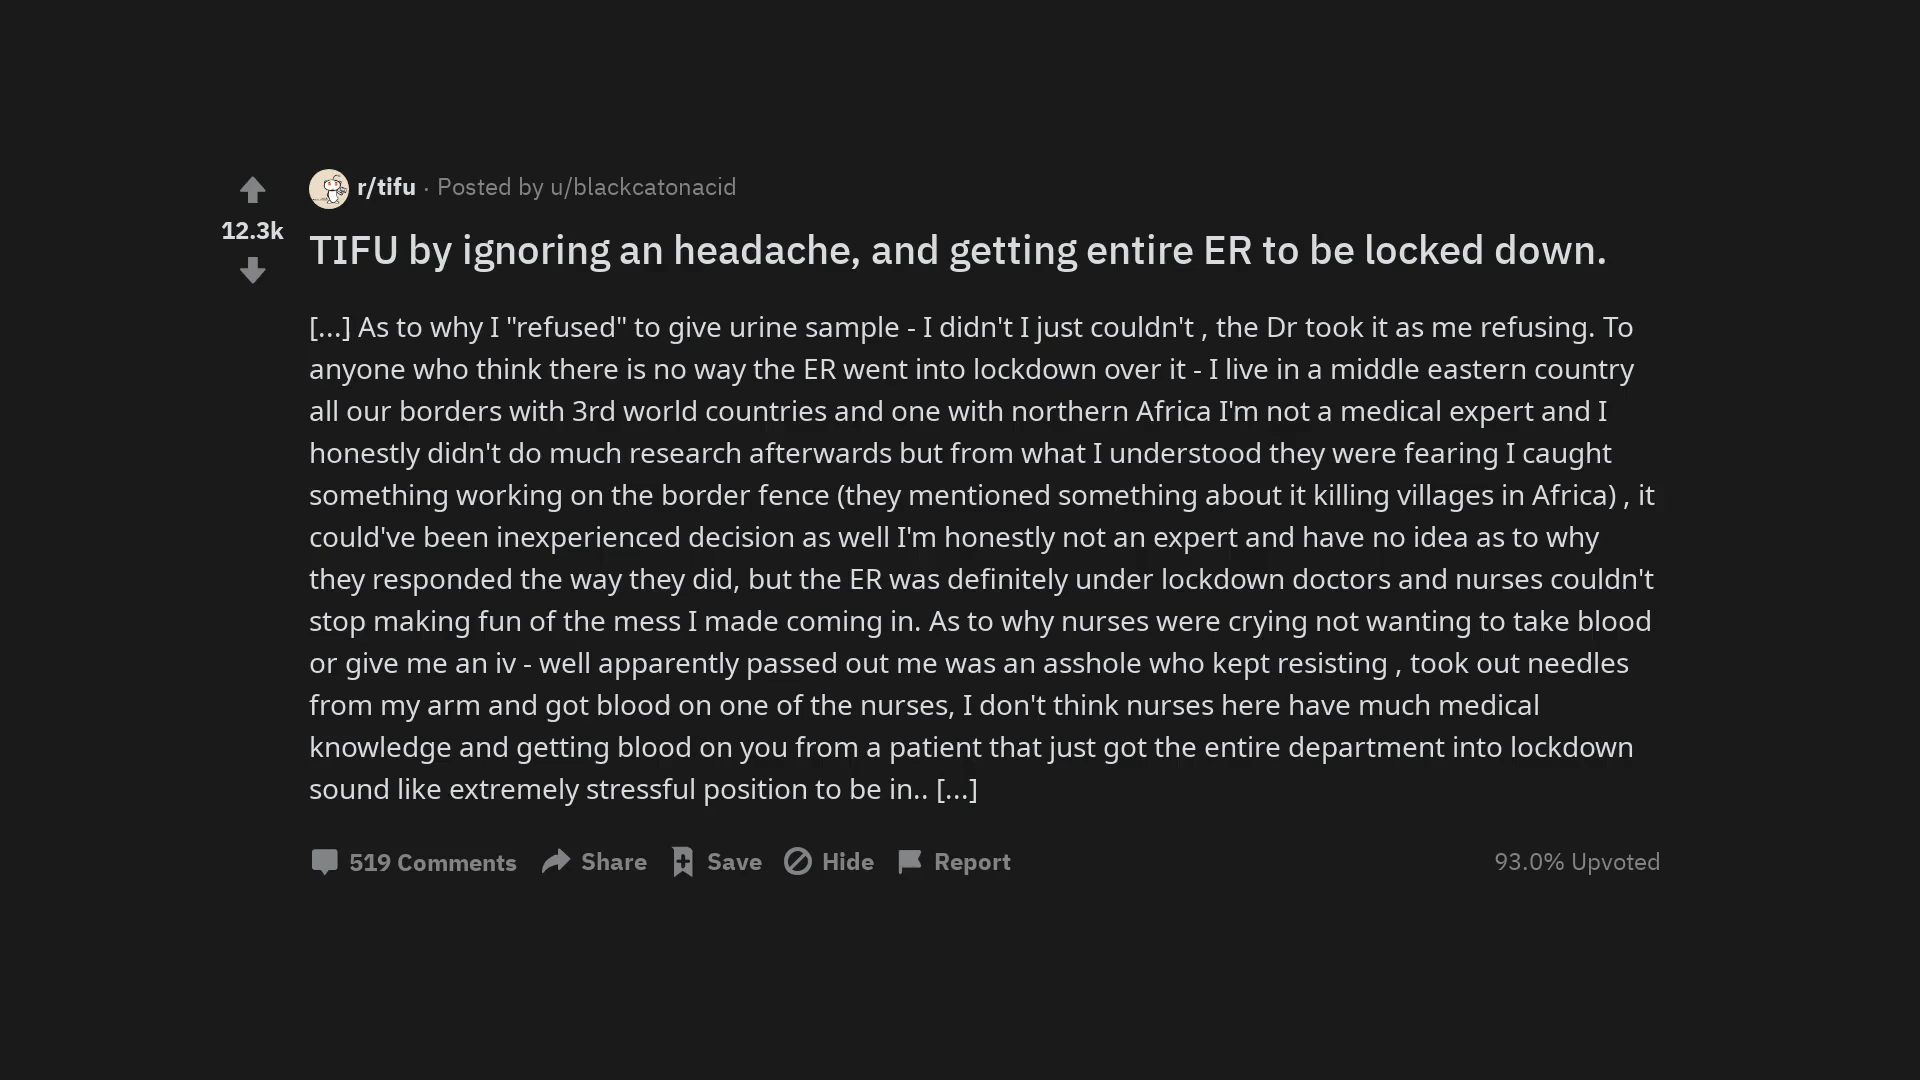 r/tifu · Posted by u/blackcatonacid
12.3k
TIFU by ignoring an headache, and getting entire ER to be locked down.
[...] As to why I "refused" to give urine sample - I didn't I just couldn't , the Dr took it as me refusing. To
anyone who think there is no way the ER went into lockdown over it - I live in a middle eastern country
all our borders with 3rd world countries and one with northern Africa I'm not a medical expert and I
honestly didn't do much research afterwards but from what I understood they were fearing I caught
something working on the border fence (they mentioned something about it killing villages in Africa) , it
could've been inexperienced decision as well I'm honestly not an expert and have no idea as to why
they responded the way they did, but the ER was definitely under lockdown doctors and nurses couldn't
stop making fun of the mess I made coming in. As to why nurses were crying not wanting to take blood
or give me an iv - well apparently passed out me was an asshole who kept resisting , took out needles
from my arm and got blood on one of the nurses, I don't think nurses here have much medical
knowledge and getting blood on you from a patient that just got the entire department into lockdown
sound like extremely stressful position to be in.. [...]
519 Comments Share Save Hide Report 93.0% Upvoted